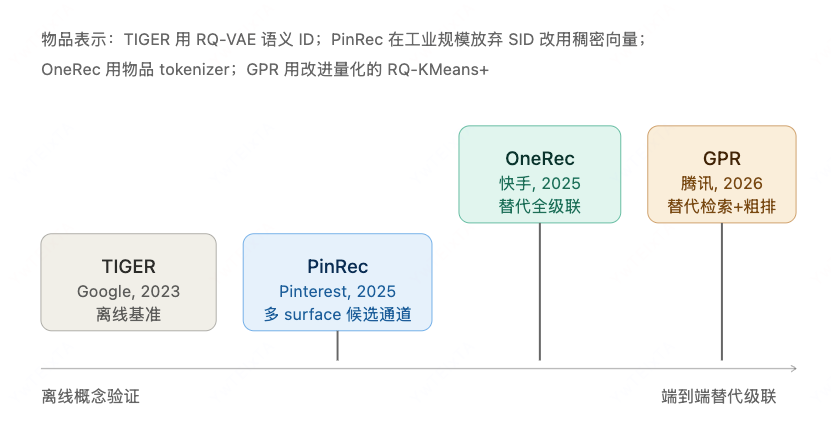 物品表示：TIGER 用 RQ-VAE 语义 ID；PinRec 在工业规模放弃 SID 改用稠密向量；
OneRec 用物品 tokenizer；GPR 用改进量化的 RQ-KMeans+
OneRec
快手, 2025
替代全级联
GPR
腾讯, 2026
替代检索+粗排
TIGER
Google, 2023
离线基准
PinRec
Pinterest, 2025
多 surface 候选通道
离线概念验证
端到端替代级联